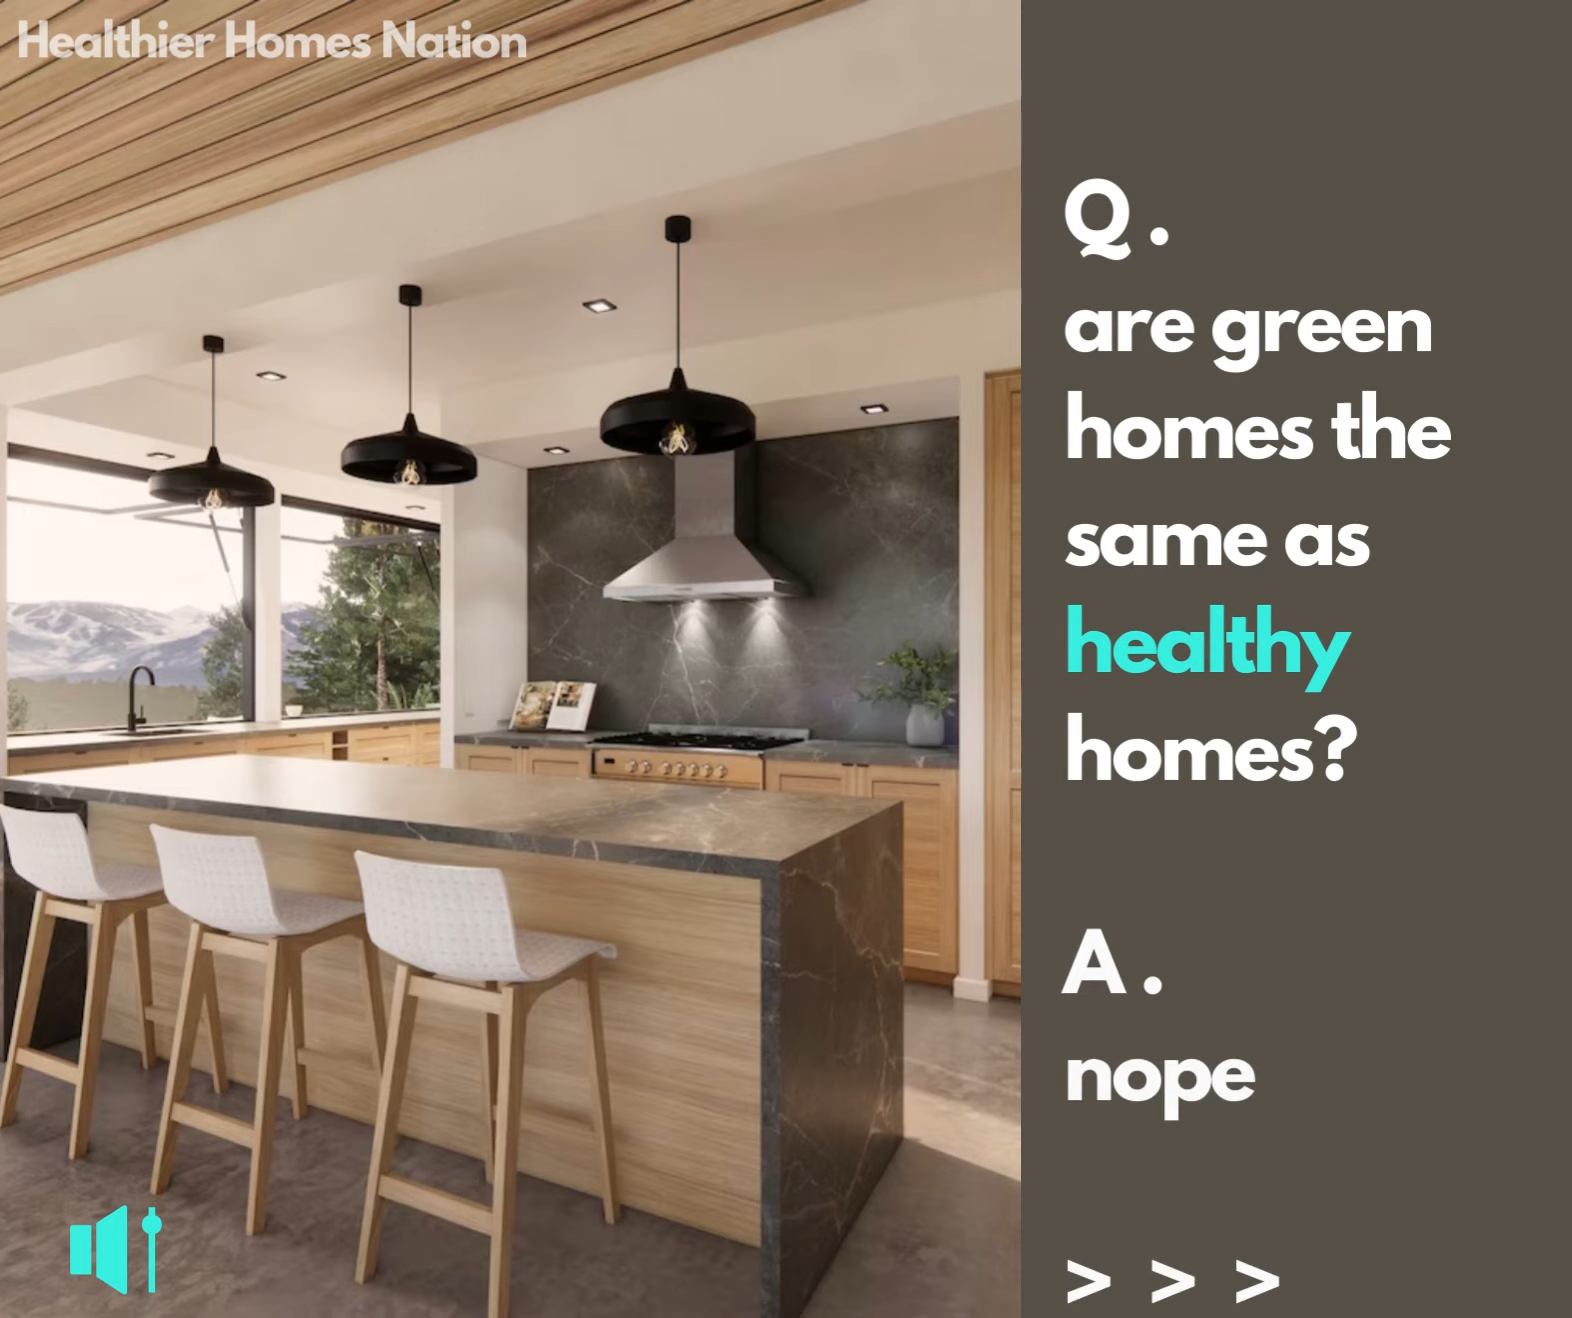 Healthier Homes Nation
Q.
are green
homes the
same as
healthy
homes?
A.
nope
> > >